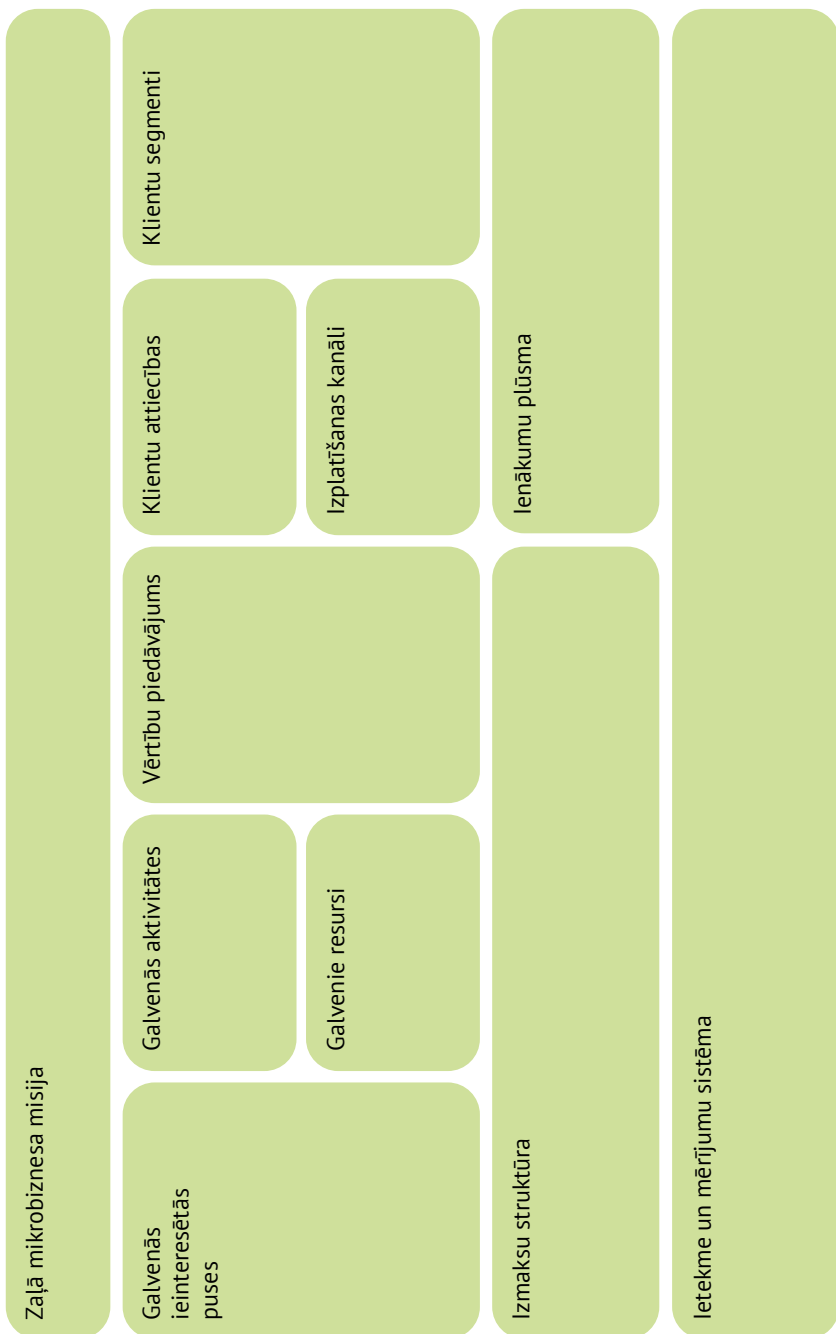 Zaļā mikrobiznesa misija
Galvenās
ieinteresētās
puses
Galvenās aktivitātes
Galvenie resursi
Vērtību piedāvājums
Klientu attiecības
Izplatīšanas kanāli
Klientu segmenti
Izmaksu struktūra
Ienākumu plūsma
Ietekme un mērījumu sistēma